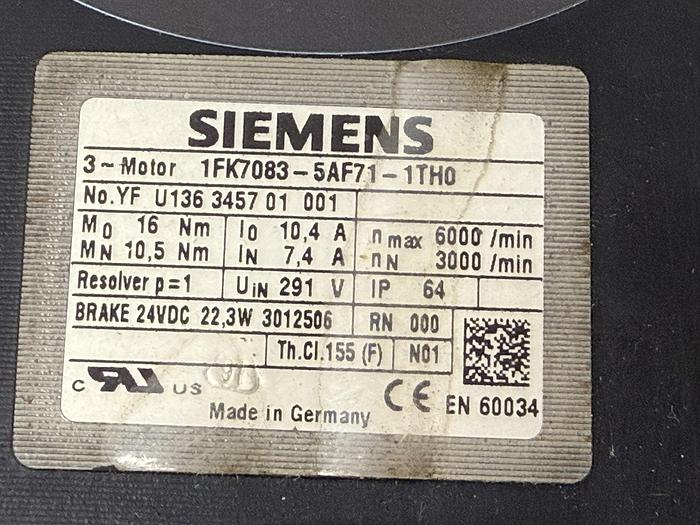 SIEMENS
3~Motor 1FK7083-5AF71-1TH0
No.YF U136 3457 01 001
M0 16 Nm I0 10,4 A nmax 6000 /min
MN 10,5 Nm IN 7,4 A nN 3000 /min
Resolver p=1 UIN 291 V IP 64
BRAKE 24VDC 22,3W 3012506 RN 000
Th.Cl.155 (F) N01
C RU US
Made in Germany CE EN 60034